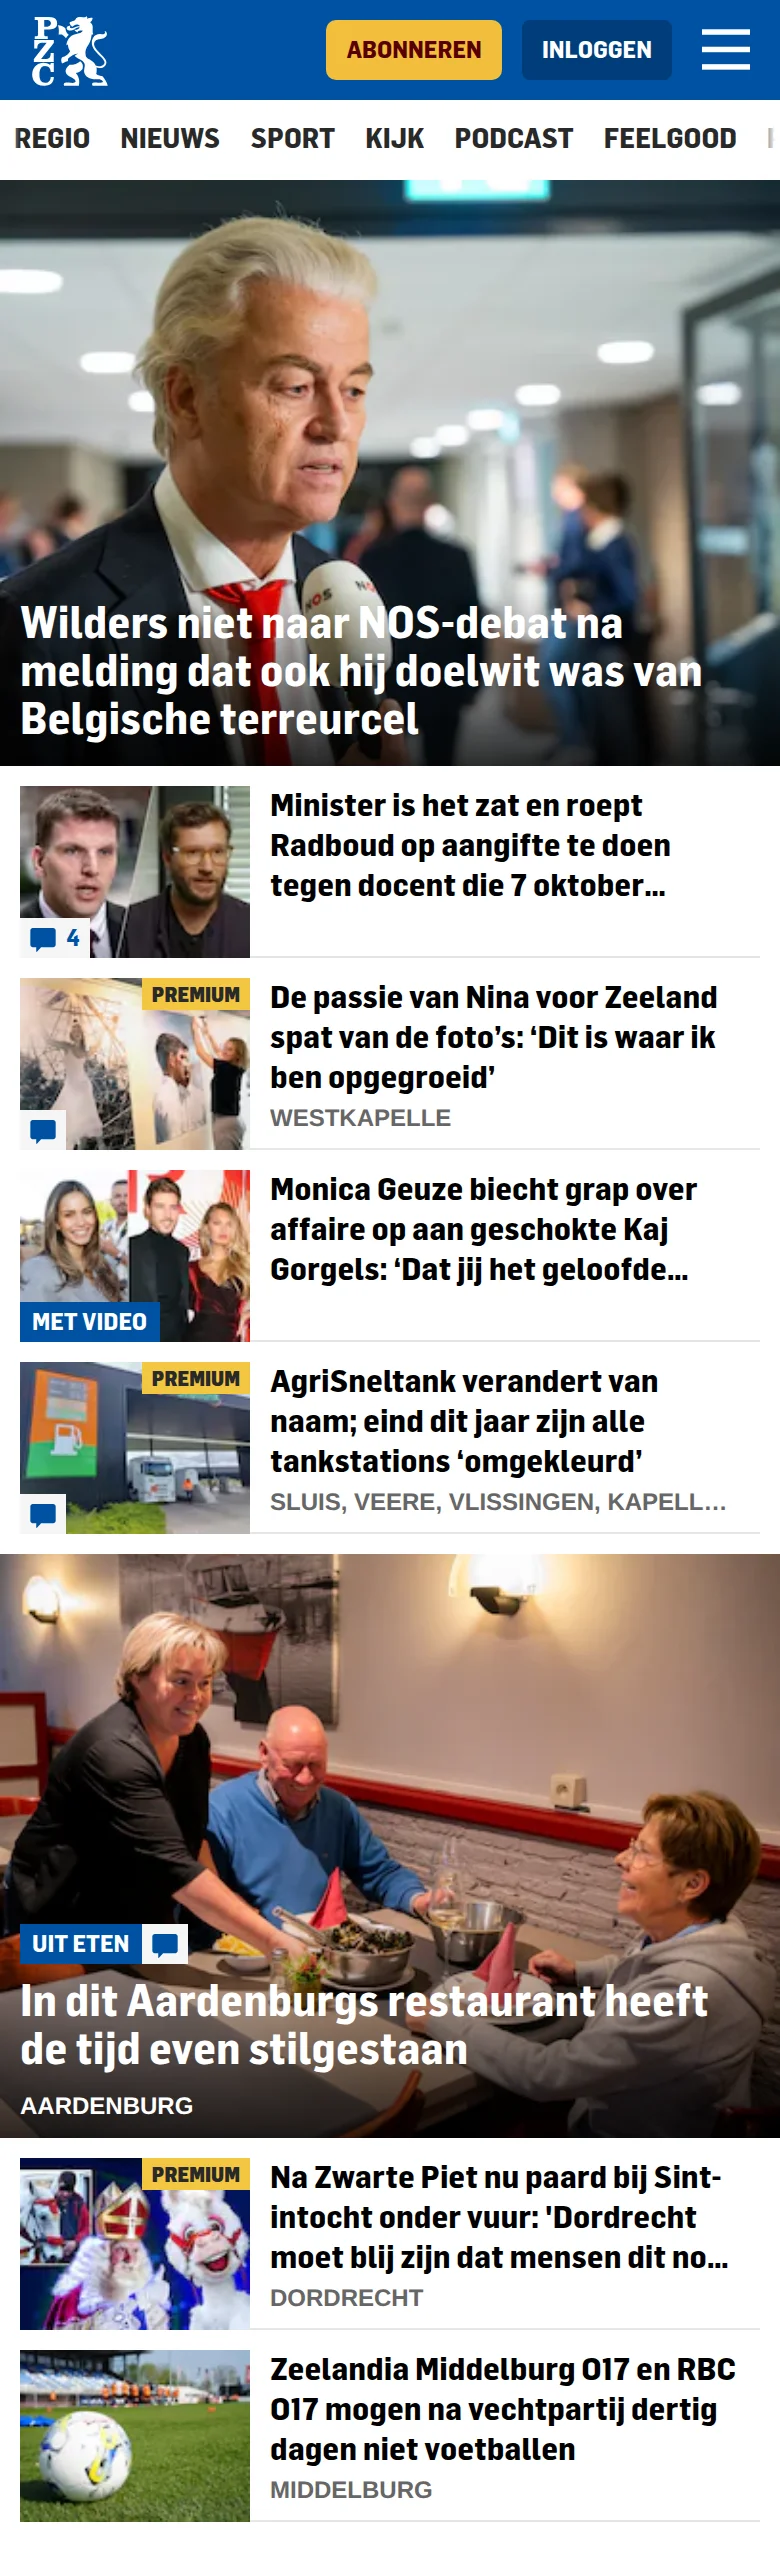 PZC
ABONNEREN
INLOGGEN
REGIO NIEUWS SPORT KIJK PODCAST FEELGOOD
NOS
Wilders niet naar NOS-debat na
melding dat ook hij doelwit was van
Belgische terreurcel
Minister is het zat en roept
Radboud op aangifte te doen
tegen docent die 7 oktober...
4
PREMIUM
De passie van Nina voor Zeeland
spat van de foto’s: ‘Dit is waar ik
ben opgegroeid’
WESTKAPELLE
Monica Geuze biecht grap over
affaire op aan geschokte Kaj
Gorgels: ‘Dat jij het geloofde...
MET VIDEO
PREMIUM
AgriSneltank verandert van
naam; eind dit jaar zijn alle
tankstations ‘omgekleurd’
SLUIS, VEERE, VLISSINGEN, KAPELL...
UIT ETEN
In dit Aardenburgs restaurant heeft
de tijd even stilgestaan
AARDENBURG
PREMIUM
Na Zwarte Piet nu paard bij Sint-
intocht onder vuur: 'Dordrecht
moet blij zijn dat mensen dit no...
DORDRECHT
Zeelandia Middelburg O17 en RBC
O17 mogen na vechtpartij dertig
dagen niet voetballen
MIDDELBURG